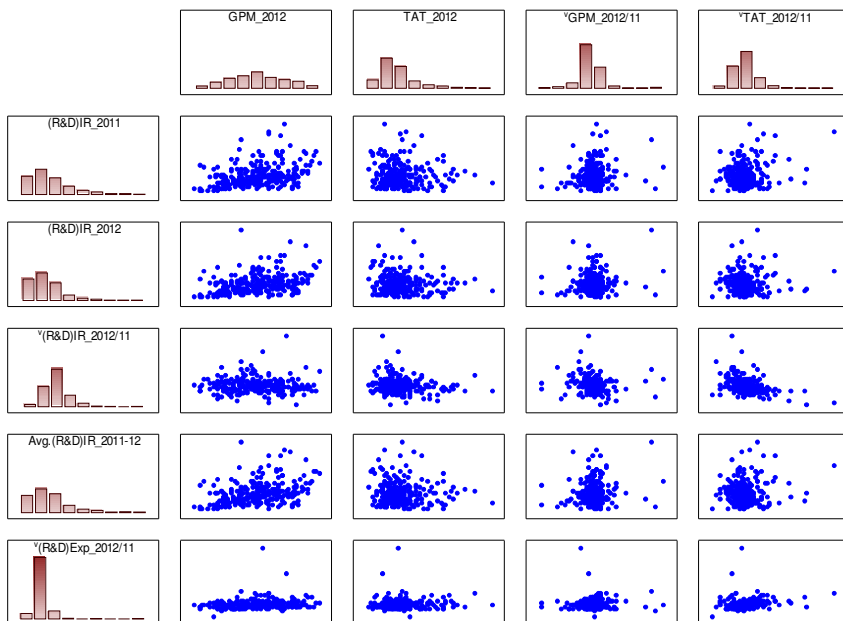 GPM_2012
TAT_2012
ᵛGPM_2012/11
ᵛTAT_2012/11
(R&D)IR_2011
(R&D)IR_2012
ᵛ(R&D)IR_2012/11
Avg.(R&D)IR_2011-12
ᵛ(R&D)Exp_2012/11